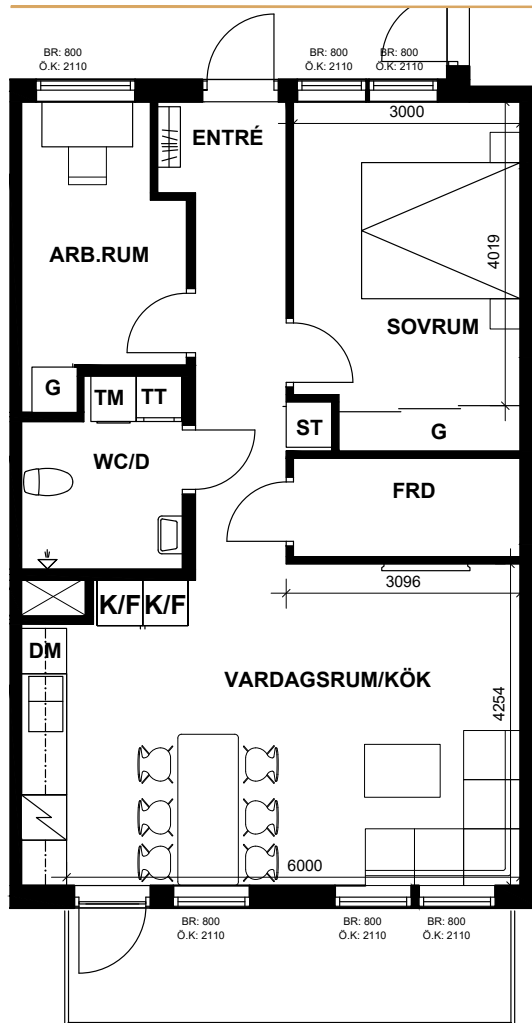 BR: 800
Ö.K: 2110
BR: 800
Ö.K: 2110
BR: 800
Ö.K: 2110
3000
ENTRÉ
ARB.RUM
4019
SOVRUM
G
TM
TT
ST
G
WC/D
FRD
3096
K/F
K/F
DM
VARDAGSRUM/KÖK
4254
6000
BR: 800
Ö.K: 2110
BR: 800
Ö.K: 2110
BR: 800
Ö.K: 2110